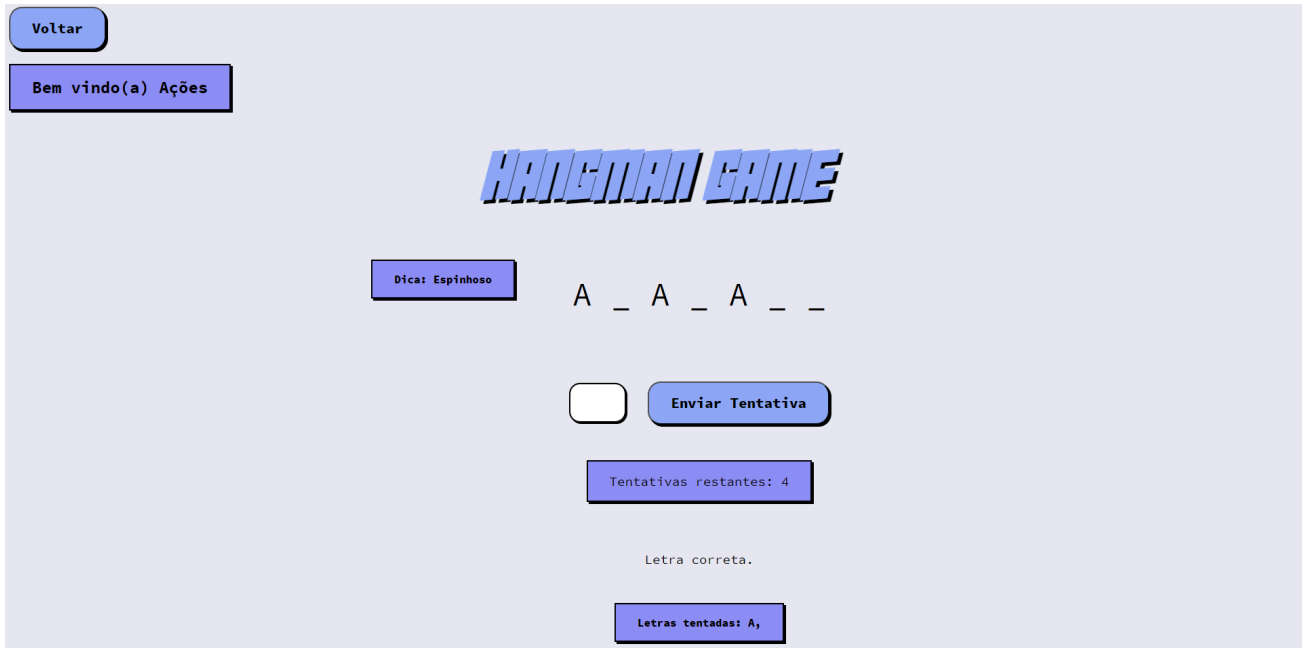 Voltar
Bem vindo(a) Ações
HANGMAN GAME
Dica: Espinhoso
A _ A _ A _ _
Enviar Tentativa
Tentativas restantes: 4
Letra correta.
Letras tentadas: A,